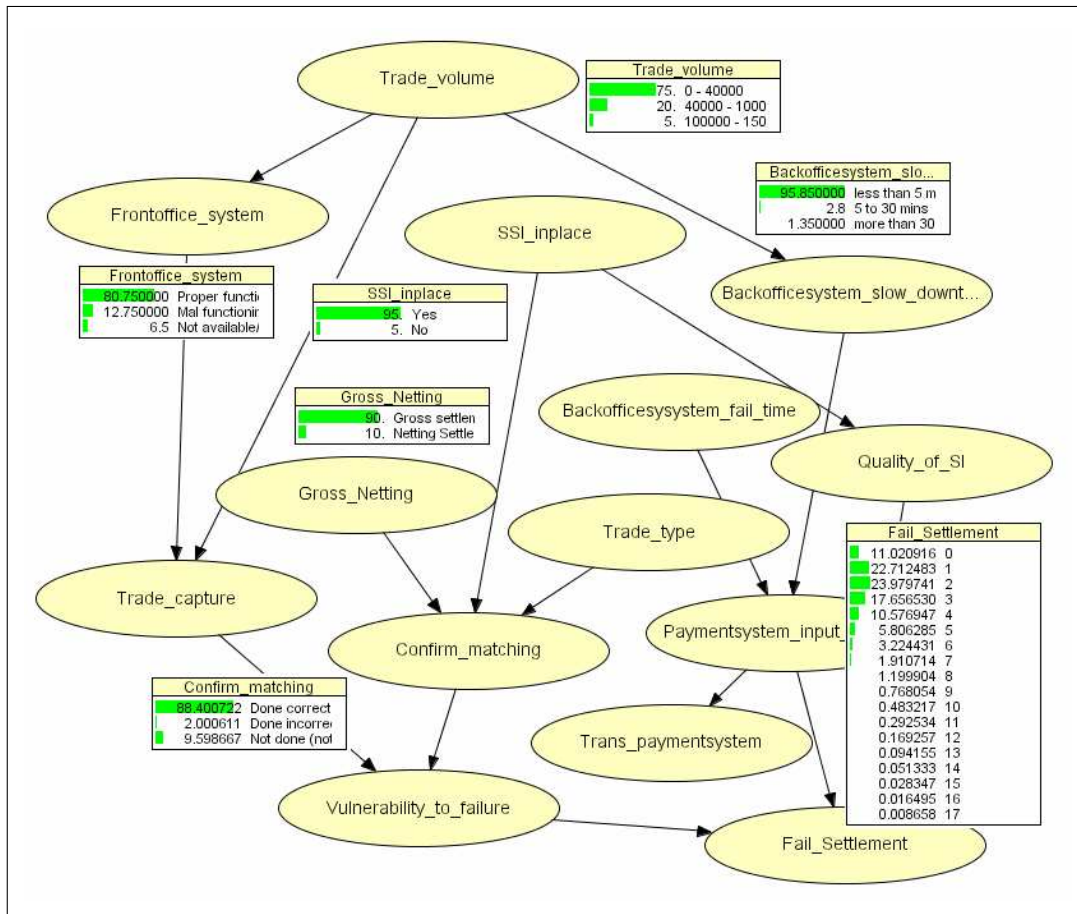 Trade_volume
Trade_volume
75. 0 - 40000
20. 40000 - 1000
5. 100000 - 150
Backofficesystem_slo...
95.850000 less than 5 m
2.8 5 to 30 mins
1.350000 more than 30
Frontoffice_system
SSI_inplace
Frontoffice_system
80.750000 Proper functi
12.750000 Mal functionin
6.5 Not available/
SSI_inplace
95. Yes
5. No
Backofficesystem_slow_downt...
Gross_Netting
90. Gross settlen
10. Netting Settle
Backofficesysystem_fail_time
Quality_of_SI
Gross_Netting
Trade_type
Fail_Settlement
11.020916 0
22.712483 1
23.979741 2
17.656530 3
10.576947 4
5.806285 5
3.224431 6
1.910714 7
1.199904 8
0.768054 9
0.483217 10
0.292534 11
0.169257 12
0.094155 13
0.051333 14
0.028347 15
0.016495 16
0.008658 17
Trade_capture
Confirm_matching
Paymentsystem_input_
Confirm_matching
88.400722 Done correct
2.000611 Done incorre
9.598667 Not done (not
Trans_paymentsystem
Vulnerability_to_failure
Fail_Settlement